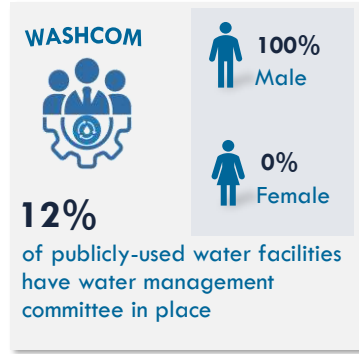 WASHCOM
100%
Male
0%
Female
12%
of publicly-used water facilities
have water management
committee in place